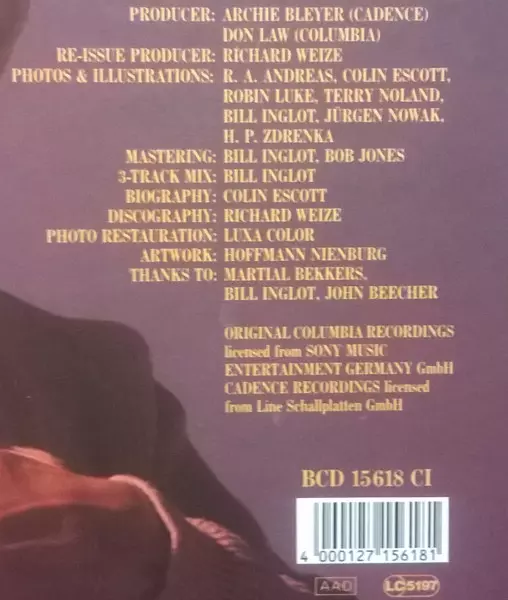 PRODUCER: ARCHIE BLEYER (CADENCE)
DON LAW (COLUMBIA)
RE-ISSUE PRODUCER: RICHARD WEIZE
PHOTOS & ILLUSTRATIONS: R. A. ANDREAS, COLIN ESCOTT,
ROBIN LUKE, TERRY NOLAND,
BILL INGLOT, JÜRGEN NOWAK,
H. P. ZDRENKA
MASTERING: BILL INGLOT, BOB JONES
3-TRACK MIX: BILL INGLOT
BIOGRAPHY: COLIN ESCOTT
DISCOGRAPHY: RICHARD WEIZE
PHOTO RESTAURATION: LUXA COLOR
ARTWORK: HOFFMANN NIENBURG
THANKS TO: MARTIAL BEKKERS,
BILL INGLOT, JOHN BEECHER
ORIGINAL COLUMBIA RECORDINGS
licensed from SONY MUSIC
ENTERTAINMENT GERMANY GmbH
CADENCE RECORDINGS licensed
from Line Schallplatten GmbH
BCD 15618 CI
4 000127 156181
AAD LC 5197